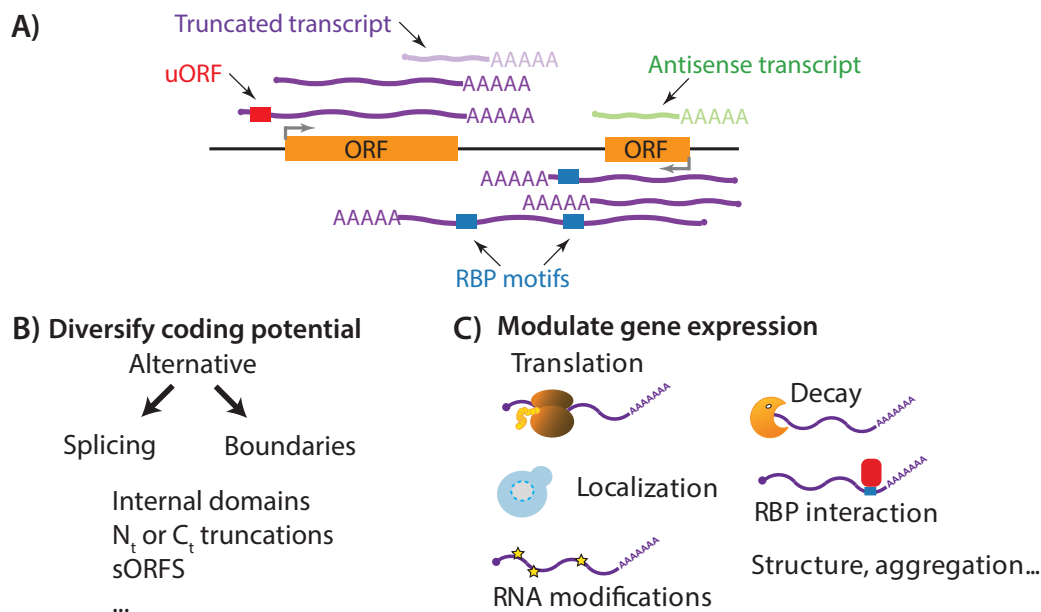 A)
Truncated transcript
AAAAA
uORF
AAAAA
Antisense transcript
AAAAA
AAAAA
ORF
ORF
AAAAA
AAAAA
AAAAA
RBP motifs
B) Diversify coding potential
Alternative
Splicing
Boundaries
Internal domains
Nt or Ct truncations
sORFS
...
C) Modulate gene expression
Translation
AAAAAAA
Decay
AAAAAAA
Localization
AAAAAAA
RBP interaction
AAAAAAA
RNA modifications
Structure, aggregation...